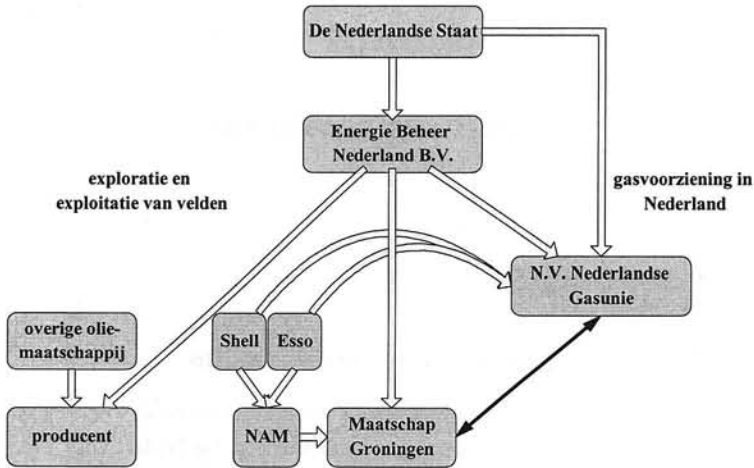 De Nederlandse Staat
Energie Beheer
Nederland B.V.
exploratie en
exploitatie van velden
gasvoorziening in
Nederland
N.V. Nederlandse
Gasunie
overige olie-
maatschappij
Shell
Esso
producent
NAM
Maatschap
Groningen